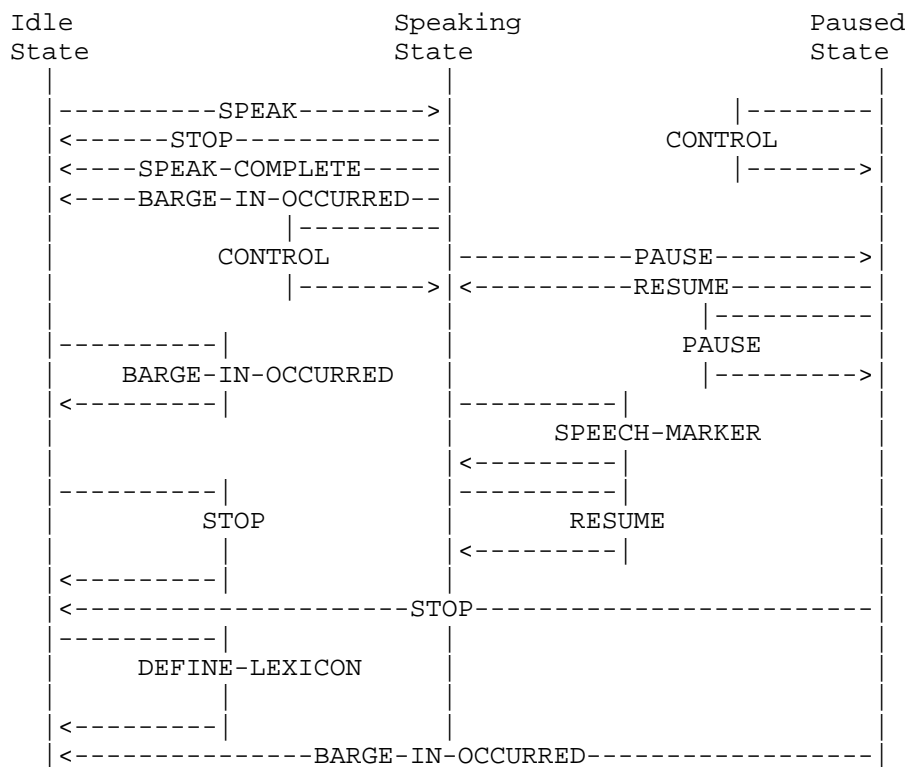 Idle                    Speaking                  Paused
State                   State                     State
  |                        |                          |
  |----------SPEAK-------->|                 |--------|
  |<------STOP-------------|             CONTROL      |
  |<----SPEAK-COMPLETE-----|                 |------->|
  |<----BARGE-IN-OCCURRED--|                          |
  |              |---------|                          |
  |          CONTROL       |-----------PAUSE--------->|
  |              |-------->|<----------RESUME---------|
  |                        |               |----------|
  |----------|             |              PAUSE       |
  |    BARGE-IN-OCCURRED   |               |--------->|
  |<---------|             |----------|               |
  |                        |      SPEECH-MARKER       |
  |                        |<---------|               |
  |----------|             |----------|               |
  |         STOP           |       RESUME             |
  |          |             |<---------|               |
  |<---------|             |                          |
  |<---------------------STOP-------------------------|
  |----------|             |                          |
  |     DEFINE-LEXICON     |                          |
  |          |             |                          |
  |<---------|             |                          |
  |<---------------BARGE-IN-OCCURRED------------------|